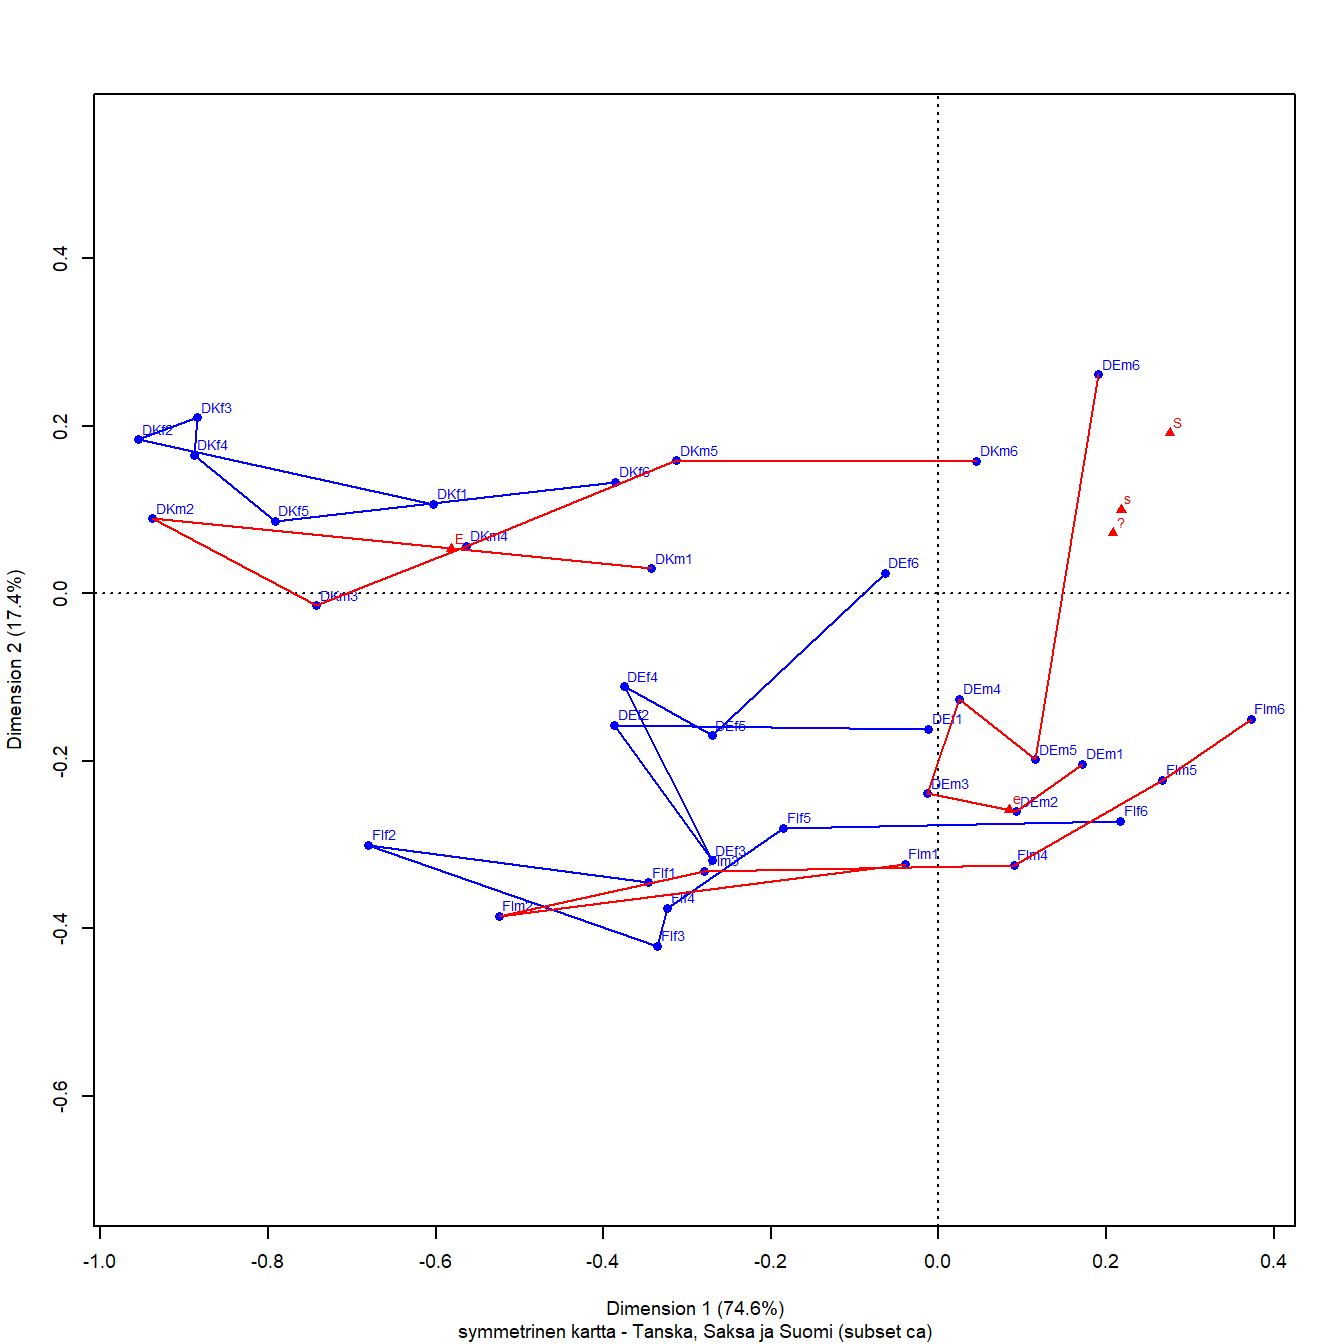 0.4
0.2
0.0
-0.2
-0.4
-0.6
Dimension 2 (17.4%)
DEm6
S
s
?
DKf3
DKf2
DKf4
DKm5
DKm6
DKf6
DKf1
DKm2
DKf5
E
DKm4
DKm1
DEf6
DKm3
DEf4
DEm4
DEf2
DEf5
DEf1
FIm6
DEm5
DEm1
FIm5
DEm3
e
DEm2
FIf6
FIf5
FIf2
DEf3
FIm3
FIm1
FIm4
FIf1
FIm2
FIf4
FIf3
-1.0 -0.8 -0.6 -0.4 -0.2 0.0 0.2 0.4
Dimension 1 (74.6%)
symmetrinen kartta - Tanska, Saksa ja Suomi (subset ca)